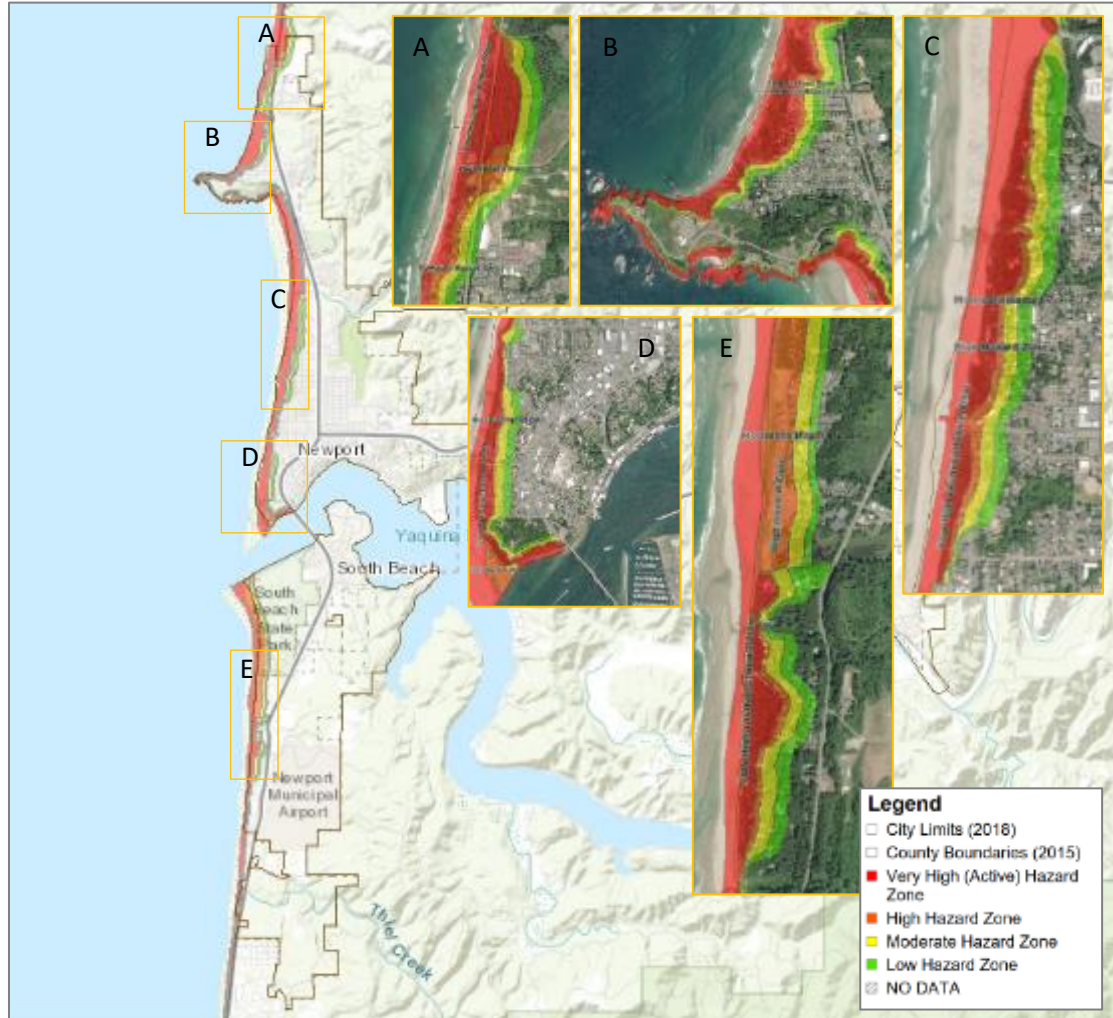 A
B
C
D
E
A
B
C
D
E
Newport
Yaquina
South Beach
South
Beach
State
Park
Newport
Municipal
Airport
Thiel Creek
Legend
City Limits (2018)
County Boundaries (2015)
Very High (Active) Hazard
Zone
High Hazard Zone
Moderate Hazard Zone
Low Hazard Zone
NO DATA